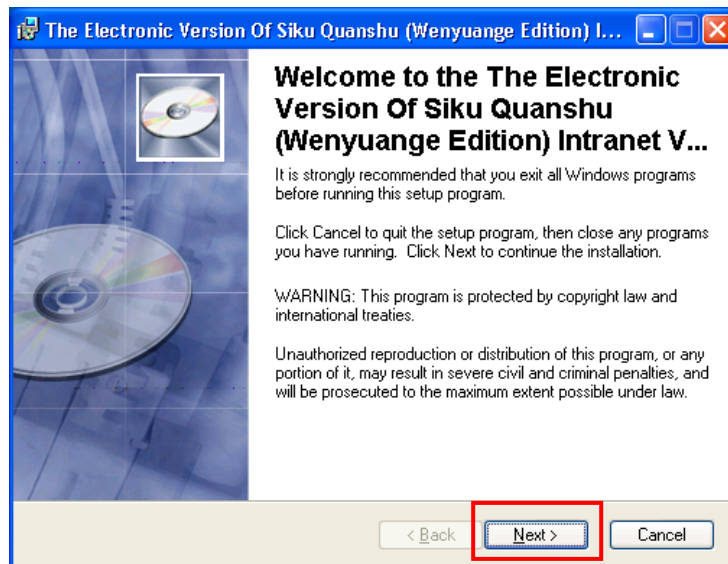 The Electronic Version Of Siku Quanshu (Wenyuange Edition) I...
Welcome to the The Electronic
Version Of Siku Quanshu
(Wenyuange Edition) Intranet V...
It is strongly recommended that you exit all Windows programs
before running this setup program.
Click Cancel to quit the setup program, then close any programs
you have running. Click Next to continue the installation.
WARNING: This program is protected by copyright law and
international treaties.
Unauthorized reproduction or distribution of this program, or any
portion of it, may result in severe civil and criminal penalties, and
will be prosecuted to the maximum extent possible under law.
< Back Next > Cancel